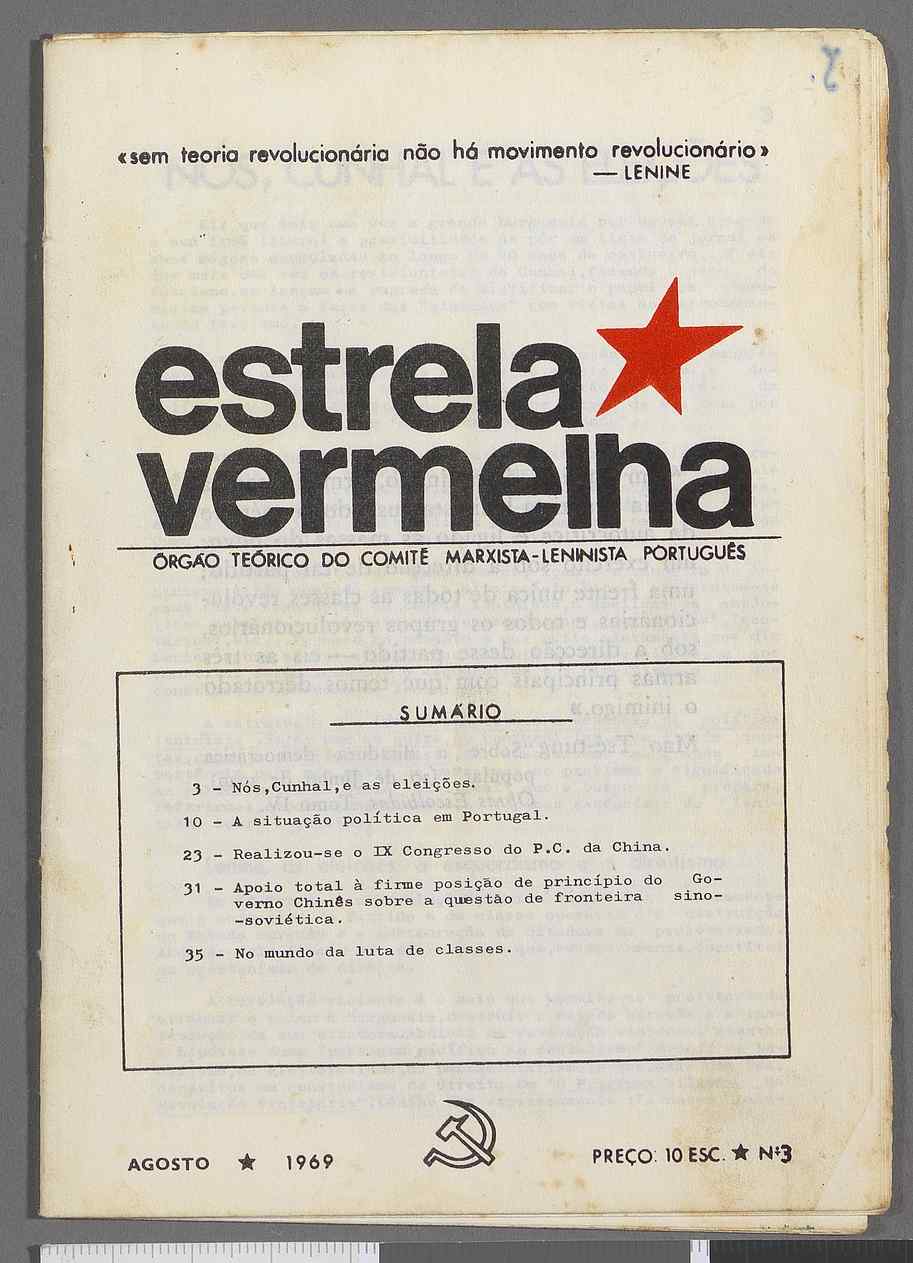 «sem teoria revolucionária não há movimento revolucionário»
— LENINE
estrela
vermelha
ÓRGÃO TEÓRICO DO COMITÉ MARXISTA-LENINISTA PORTUGUÊS
SUMÁRIO
3 - Nós,Cunhal,e as eleições.
10 - A situação política em Portugal.
23 - Realizou-se o IX Congresso do P.C. da China.
31 - Apoio total à firme posição de princípio do Go-
verno Chinês sobre a questão de fronteira sino-
-soviética.
35 - No mundo da luta de classes.
AGOSTO ★ 1969
PREÇO: 10 ESC. ★ Nº3